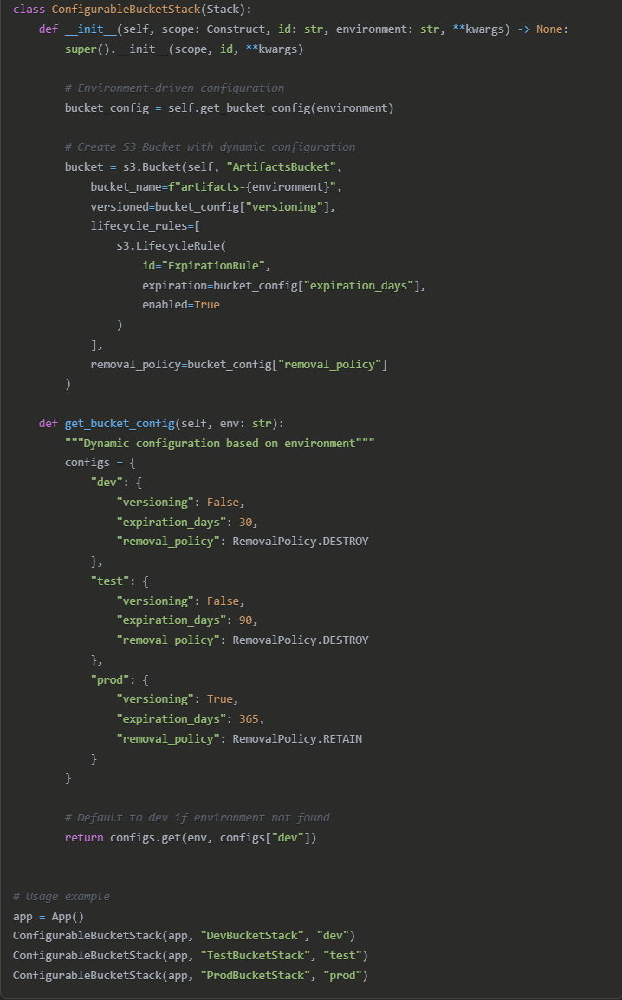 class ConfigurableBucketStack(Stack):
    def __init__(self, scope: Construct, id: str, environment: str, **kwargs) -> None:
        super().__init__(scope, id, **kwargs)

        # Environment-driven configuration
        bucket_config = self.get_bucket_config(environment)

        # Create S3 Bucket with dynamic configuration
        bucket = s3.Bucket(self, "ArtifactsBucket",
            bucket_name=f"artifacts-{environment}",
            versioned=bucket_config["versioning"],
            lifecycle_rules=[
                s3.LifecycleRule(
                    id="ExpirationRule",
                    expiration=bucket_config["expiration_days"],
                    enabled=True
                )
            ],
            removal_policy=bucket_config["removal_policy"]
        )

    def get_bucket_config(self, env: str):
        """Dynamic configuration based on environment"""
        configs = {
            "dev": {
                "versioning": False,
                "expiration_days": 30,
                "removal_policy": RemovalPolicy.DESTROY
            },
            "test": {
                "versioning": False,
                "expiration_days": 90,
                "removal_policy": RemovalPolicy.DESTROY
            },
            "prod": {
                "versioning": True,
                "expiration_days": 365,
                "removal_policy": RemovalPolicy.RETAIN
            }
        }

        # Default to dev if environment not found
        return configs.get(env, configs["dev"])


# Usage example
app = App()
ConfigurableBucketStack(app, "DevBucketStack", "dev")
ConfigurableBucketStack(app, "TestBucketStack", "test")
ConfigurableBucketStack(app, "ProdBucketStack", "prod")